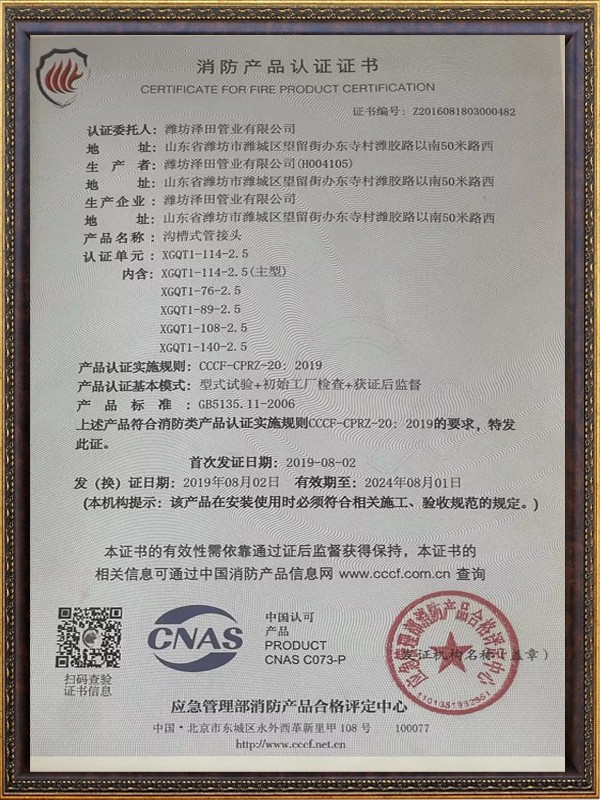 消防产品认证证书
CERTIFICATE FOR FIRE PRODUCT CERTIFICATION
证书编号：Z2016081803000482
认证委托人：潍坊泽田管业有限公司
地 址：山东省潍坊市潍城区望留街办东寺村潍胶路以南50米路西
生 产 者：潍坊泽田管业有限公司(H004105)
地 址：山东省潍坊市潍城区望留街办东寺村潍胶路以南50米路西
生产企业：潍坊泽田管业有限公司
地 址：山东省潍坊市潍城区望留街办东寺村潍胶路以南50米路西
产品名称：沟槽式管接头
认证单元：XGQT1-114-2.5
内含：XGQT1-114-2.5(主型)
XGQT1-76-2.5
XGQT1-89-2.5
XGQT1-108-2.5
XGQT1-140-2.5
产品认证实施规则：CCCF-CPRZ-20：2019
产品认证基本模式：型式试验+初始工厂检查+获证后监督
产 品 标 准：GB5135.11-2006
上述产品符合消防类产品认证实施规则CCCF-CPRZ-20：2019的要求，特发
此证。
首次发证日期：2019-08-02
发（换）证日期：2019年08月02日 有效期至：2024年08月01日
(本机构提示：该产品在安装使用时必须符合相关施工、验收规范的规定。)
本证书的有效性需依靠通过证后监督获得保持，本证书的
相关信息可通过中国消防产品信息网 www.cccf.com.cn 查询
CNAS
中国认可
产品
PRODUCT
CNAS C073-P
应急管理部消防产品合格评定中心
1101051982551
发证机构名称（盖章）
扫码查验
证书信息
应急管理部消防产品合格评定中心
中国·北京市东城区永外西革新里甲 108 号 100077
http://www.cccf.net.cn